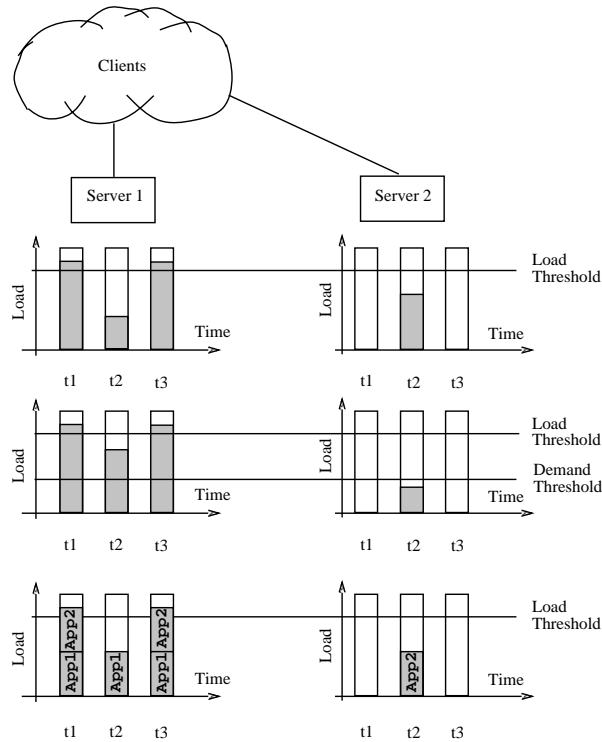 Clients
Server 1
Server 2
Load
Time
t1 t2 t3
Load
Time
t1 t2 t3
Load
Threshold
Load
Time
t1 t2 t3
Load
Time
t1 t2 t3
Load
Threshold
Demand
Threshold
Load
App1 App2
App1
App1 App2
Time
t1 t2 t3
Load
App2
Time
t1 t2 t3
Load
Threshold